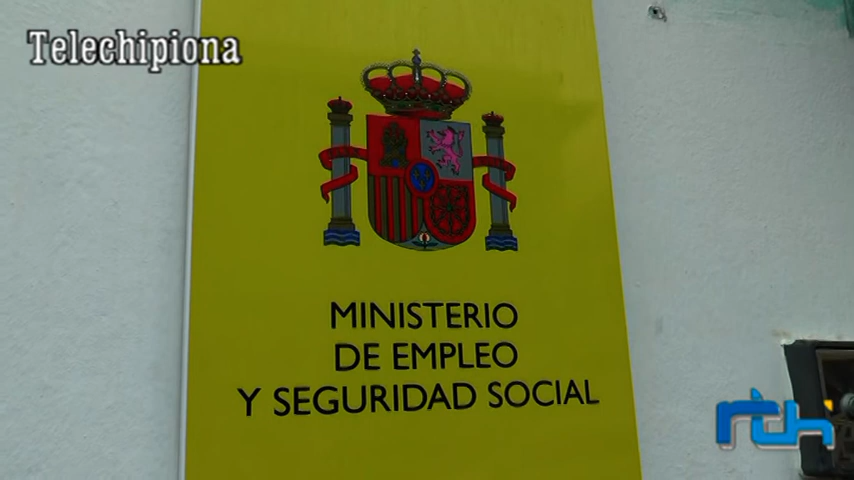 Telechipiona
MINISTERIO
DE EMPLEO
Y SEGURIDAD SOCIAL
rtch